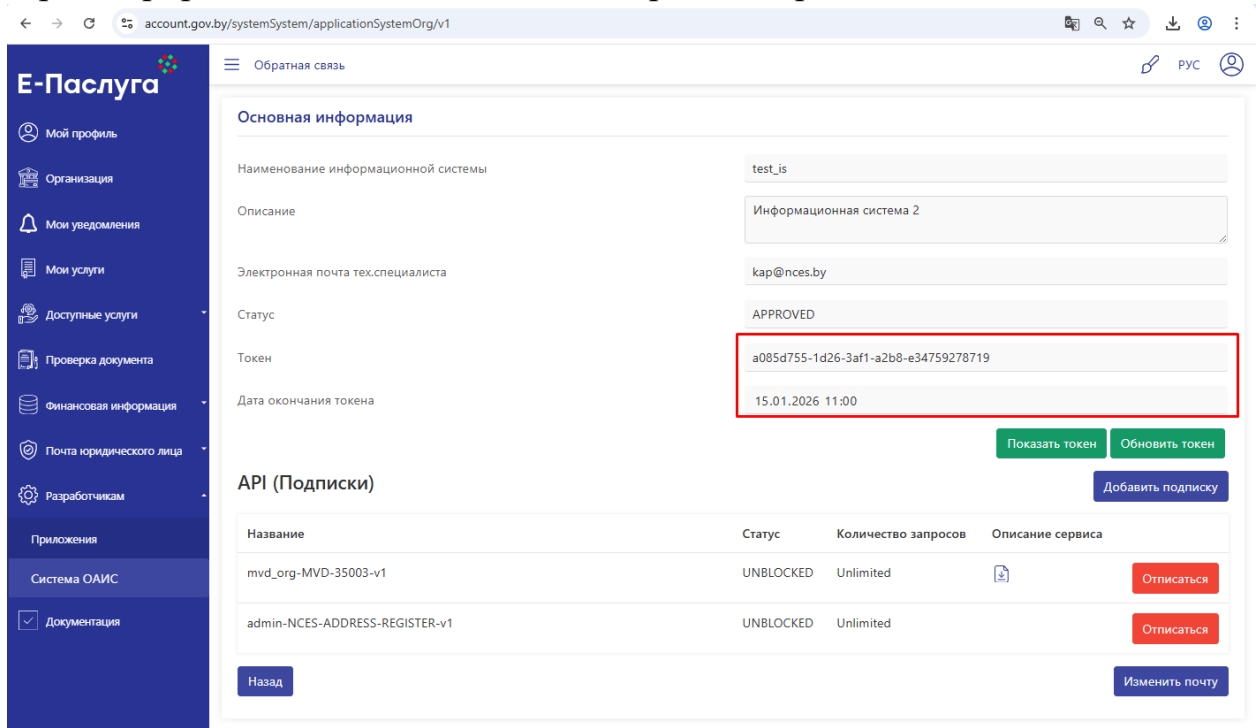 account.gov.by/systemSystem/applicationSystemOrg/v1
Е-Паслуга
Обратная связь
РУС
Мой профиль
Организация
Мои уведомления
Мои услуги
Доступные услуги
Проверка документа
Финансовая информация
Почта юридического лица
Разработчикам
Приложения
Система ОАИС
Документация
Основная информация
Наименование информационной системы
test_is
Описание
Информационная система 2
Электронная почта тех.специалиста
kap@nces.by
Статус
APPROVED
Токен
a085d755-1d26-3af1-a2b8-e34759278719
Дата окончания токена
15.01.2026 11:00
Показать токен
Обновить токен
API (Подписки)
Добавить подписку
Название Статус Количество запросов Описание сервиса
mvd_org-MVD-35003-v1 UNBLOCKED Unlimited Отписаться
admin-NCES-ADDRESS-REGISTER-v1 UNBLOCKED Unlimited Отписаться
Назад
Изменить почту